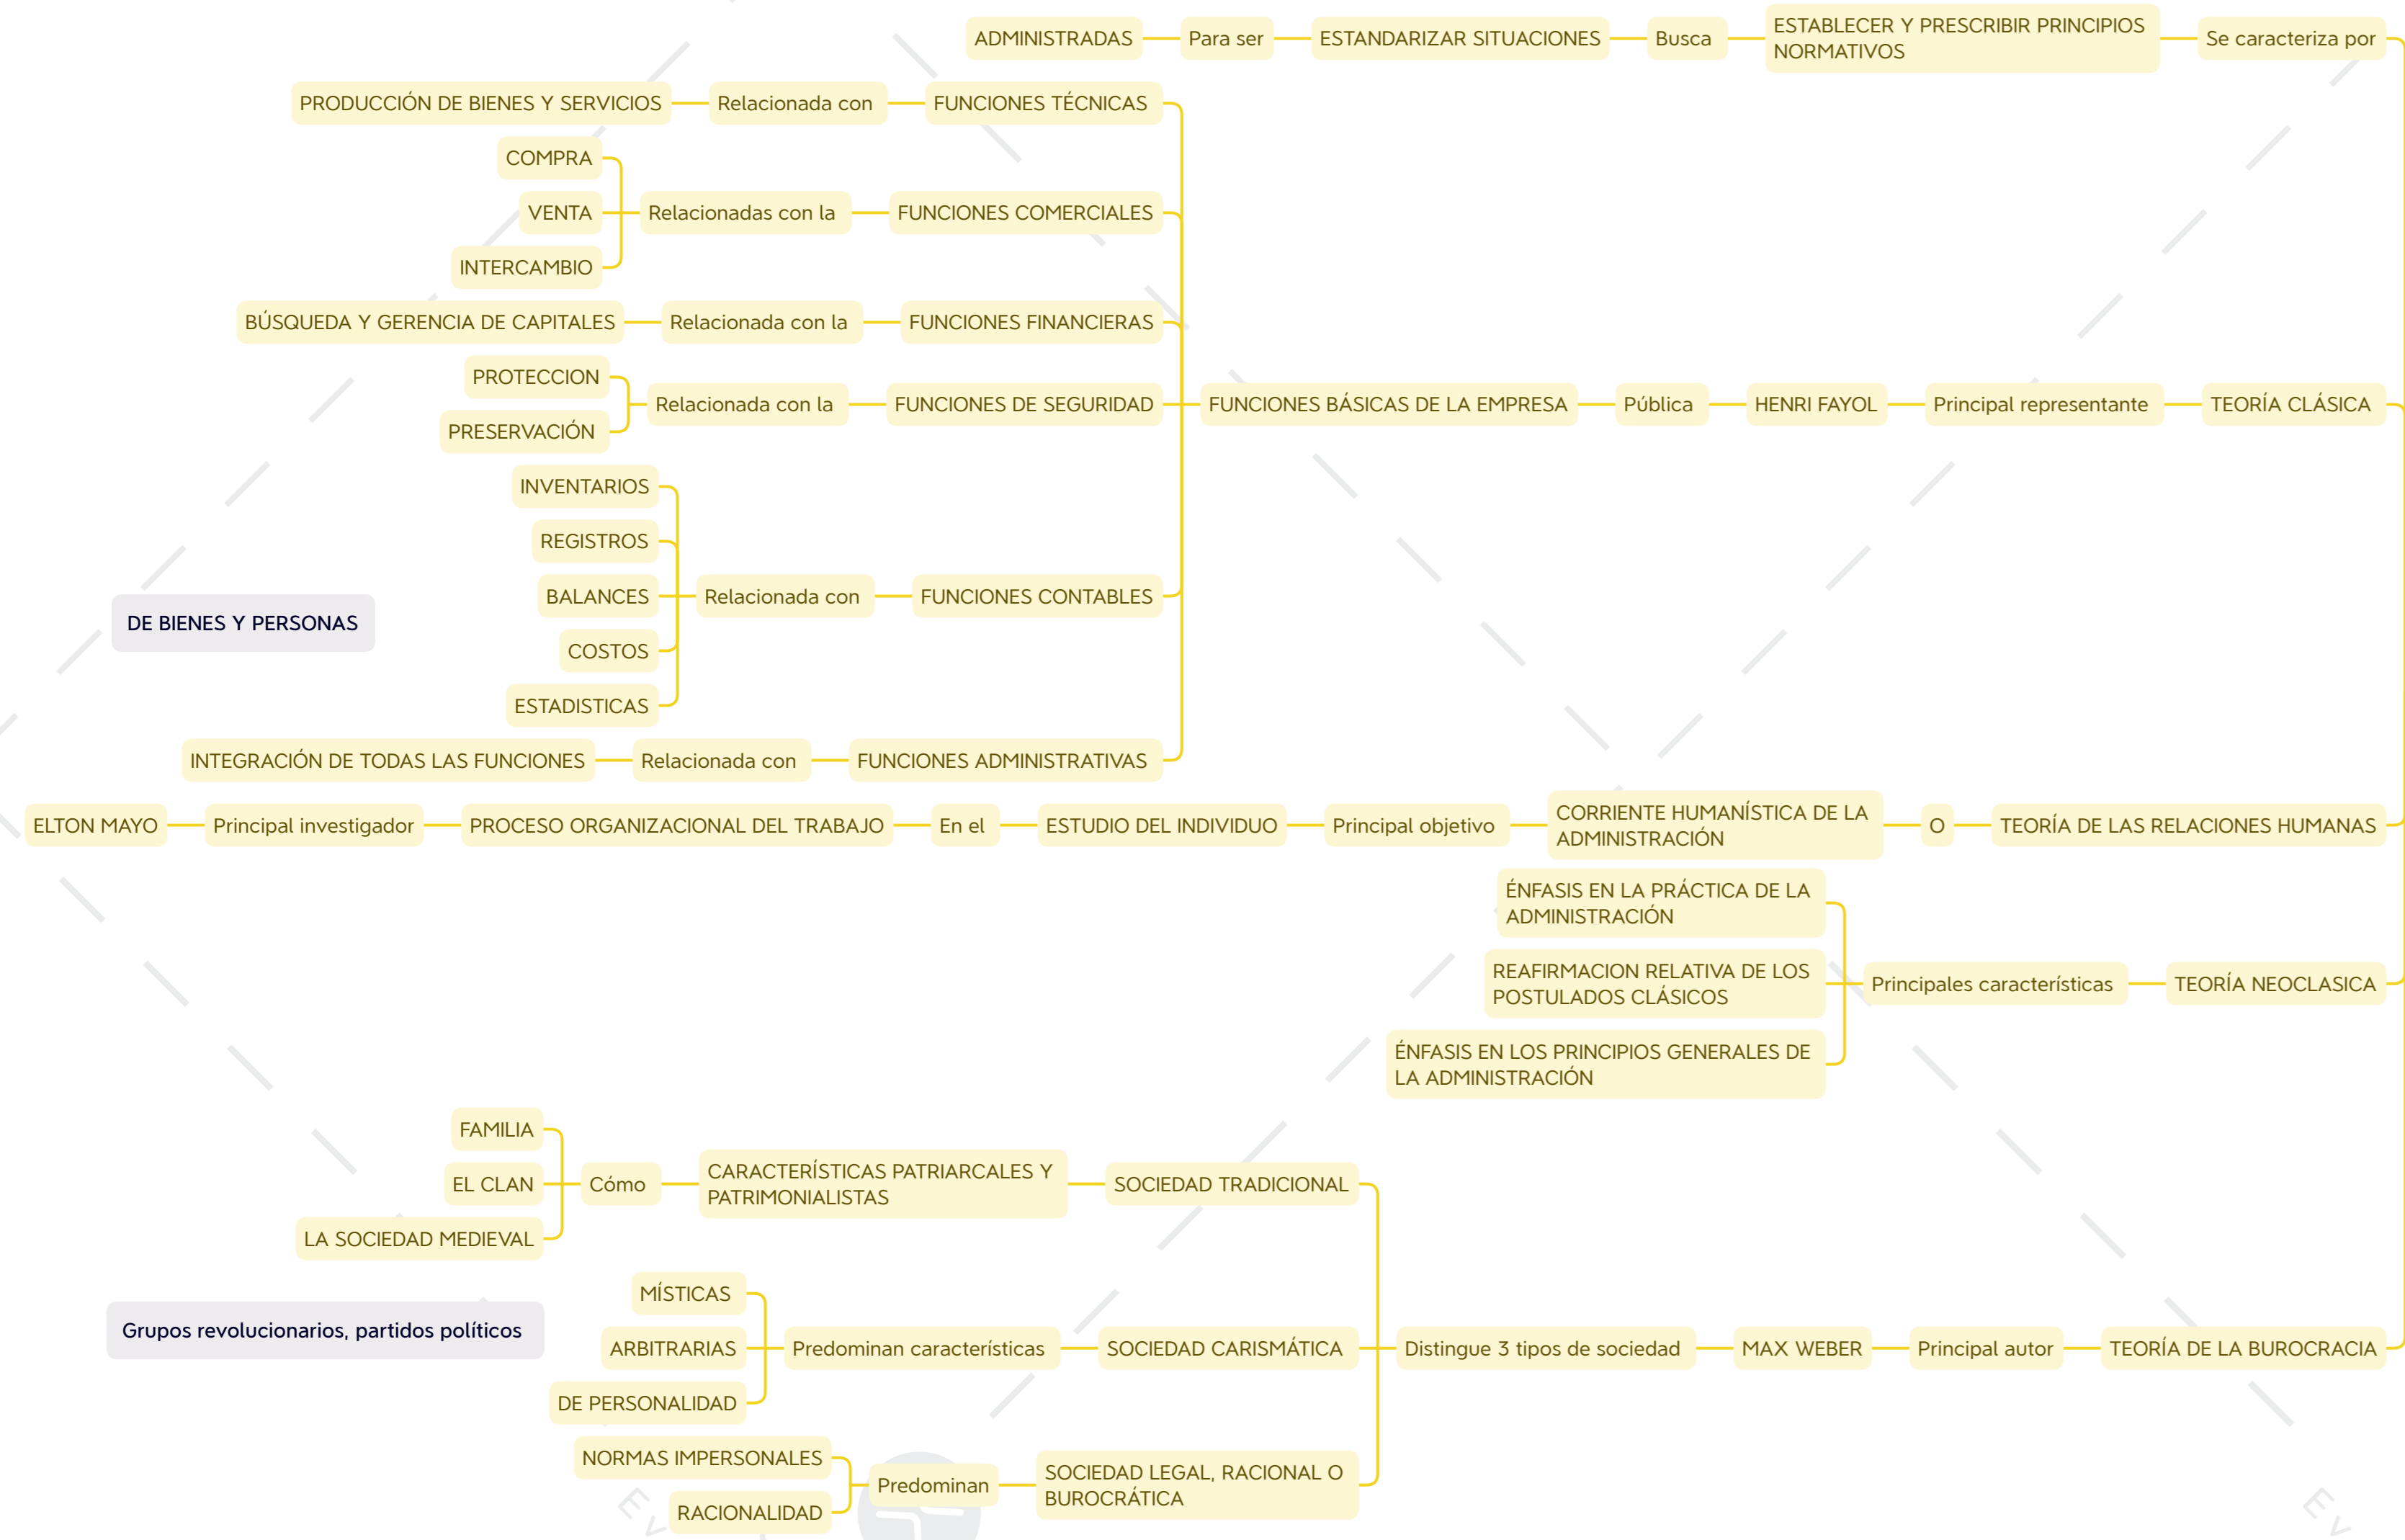 ADMINISTRADAS
Para ser
ESTANDARIZAR SITUACIONES
Busca
ESTABLECER Y PRESCRIBIR PRINCIPIOS
NORMATIVOS
Se caracteriza por
PRODUCCIÓN DE BIENES Y SERVICIOS
Relacionada con
FUNCIONES TÉCNICAS
COMPRA
VENTA
INTERCAMBIO
Relacionadas con la
FUNCIONES COMERCIALES
BÚSQUEDA Y GERENCIA DE CAPITALES
Relacionada con la
FUNCIONES FINANCIERAS
PROTECCION
PRESERVACIÓN
Relacionada con la
FUNCIONES DE SEGURIDAD
FUNCIONES BÁSICAS DE LA EMPRESA
Pública
HENRI FAYOL
Principal representante
TEORÍA CLÁSICA
INVENTARIOS
REGISTROS
BALANCES
COSTOS
ESTADISTICAS
Relacionada con
FUNCIONES CONTABLES
DE BIENES Y PERSONAS
INTEGRACIÓN DE TODAS LAS FUNCIONES
Relacionada con
FUNCIONES ADMINISTRATIVAS
ELTON MAYO
Principal investigador
PROCESO ORGANIZACIONAL DEL TRABAJO
En el
ESTUDIO DEL INDIVIDUO
Principal objetivo
CORRIENTE HUMANÍSTICA DE LA
ADMINISTRACIÓN
O
TEORÍA DE LAS RELACIONES HUMANAS
ÉNFASIS EN LA PRÁCTICA DE LA
ADMINISTRACIÓN
REAFIRMACION RELATIVA DE LOS
POSTULADOS CLÁSICOS
ÉNFASIS EN LOS PRINCIPIOS GENERALES DE
LA ADMINISTRACIÓN
Principales características
TEORÍA NEOCLASICA
FAMILIA
EL CLAN
LA SOCIEDAD MEDIEVAL
Cómo
CARACTERÍSTICAS PATRIARCALES Y
PATRIMONIALISTAS
SOCIEDAD TRADICIONAL
Grupos revolucionarios, partidos políticos
MÍSTICAS
ARBITRARIAS
DE PERSONALIDAD
Predominan características
SOCIEDAD CARISMÁTICA
Distingue 3 tipos de sociedad
MAX WEBER
Principal autor
TEORÍA DE LA BUROCRACIA
NORMAS IMPERSONALES
RACIONALIDAD
Predominan
SOCIEDAD LEGAL, RACIONAL O
BUROCRÁTICA